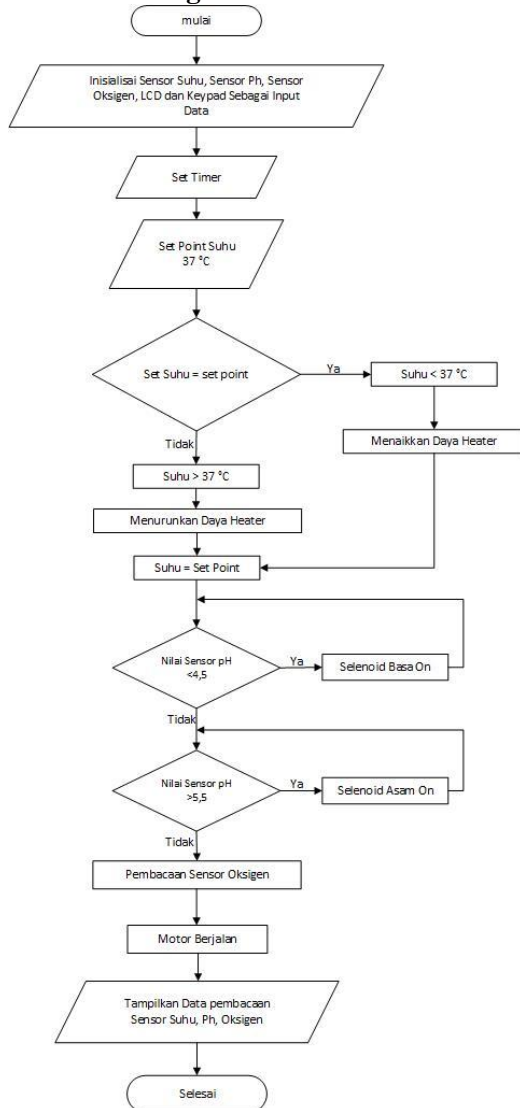 mulai
Inisialisai Sensor Suhu, Sensor Ph, Sensor
Oksigen, LCD dan Keypad Sebagai Input
Data
Set Timer
Set Point Suhu
37 °C
Set Suhu = set point
Ya
Suhu < 37 °C
Menaikkan Daya Heater
Tidak
Suhu > 37 °C
Menurunkan Daya Heater
Suhu = Set Point
Nilai Sensor pH
<4,5
Ya
Selenoid Basa On
Tidak
Nilai Sensor pH
>5,5
Ya
Selenoid Asam On
Tidak
Pembacaan Sensor Oksigen
Motor Berjalan
Tampilkan Data pembacaan
Sensor Suhu, Ph, Oksigen
Selesai